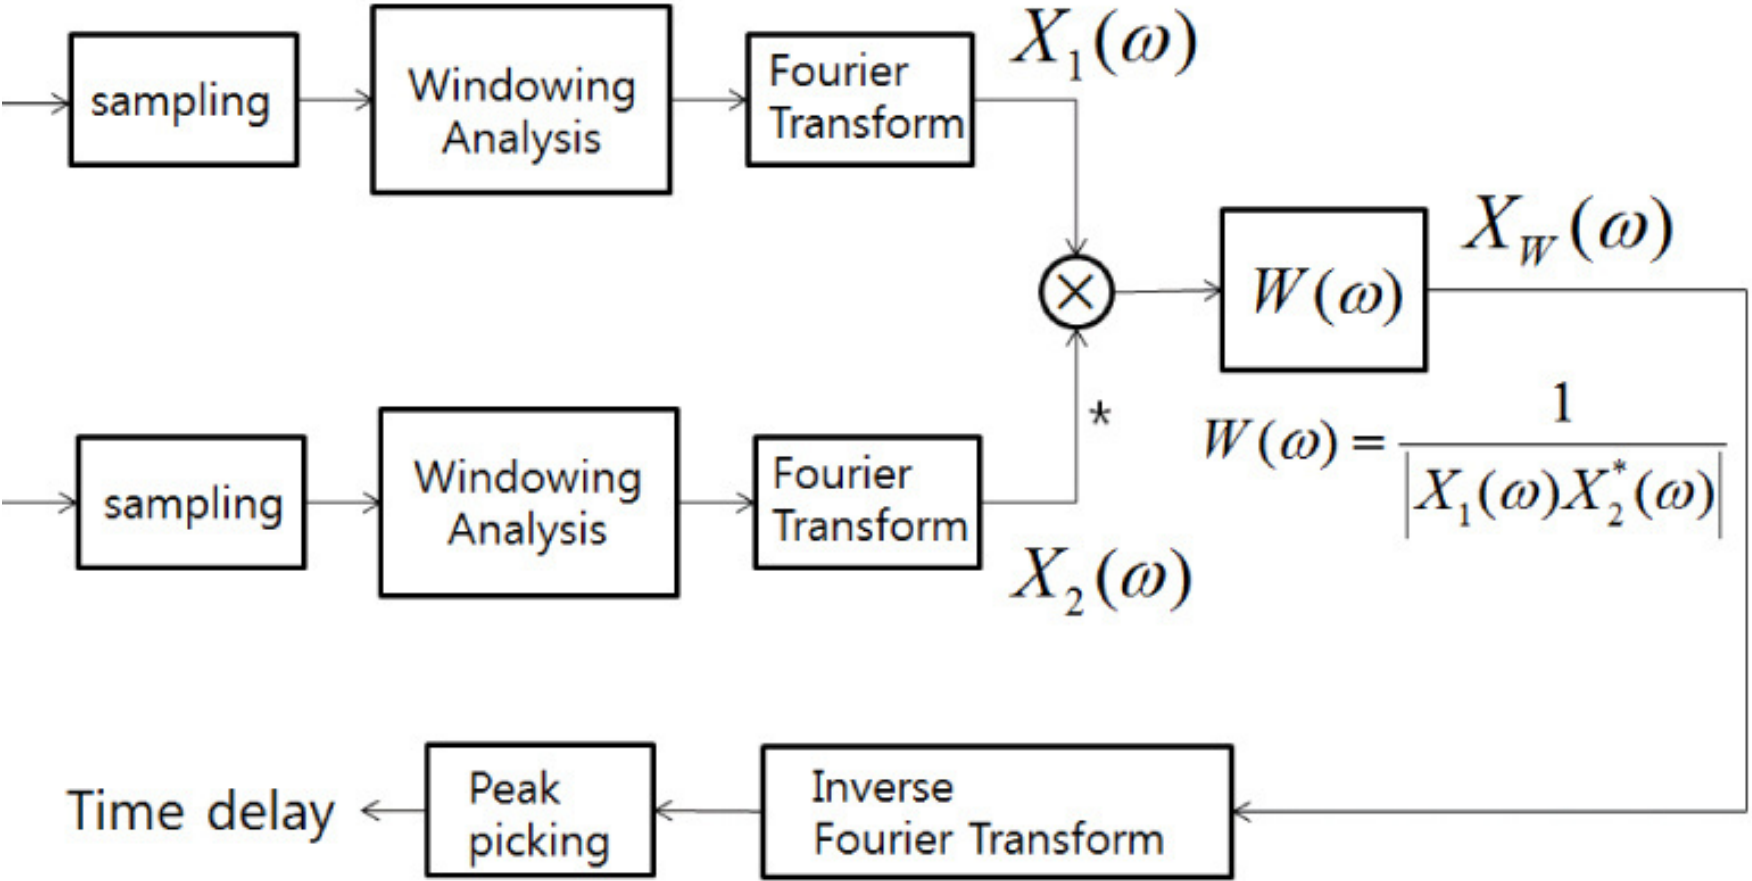 sampling
Windowing
Analysis
Fourier
Transform
X₁(ω)
×
W(ω)
X_W(ω)
*
W(ω) = 1 / |X₁(ω)X₂*(ω)|
sampling
Windowing
Analysis
Fourier
Transform
X₂(ω)
Time delay
Peak
picking
Inverse
Fourier Transform